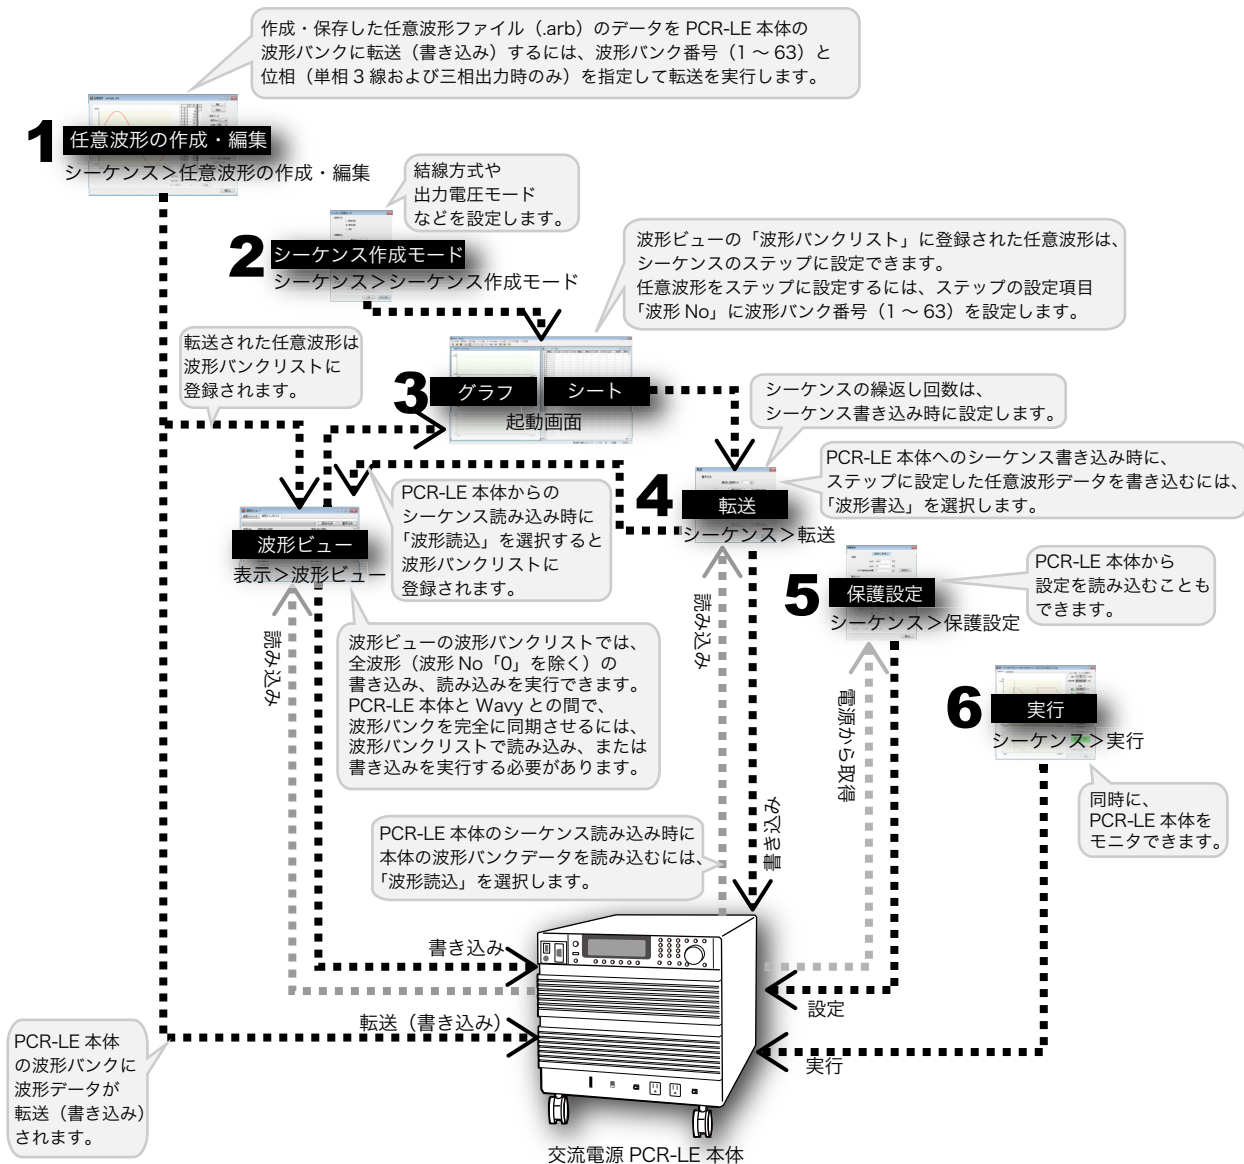 作成・保存した任意波形ファイル（.arb）のデータを PCR-LE 本体の
波形バンクに転送（書き込み）するには、波形バンク番号（1 ～ 63）と
位相（単相 3 線および三相出力時のみ）を指定して転送を実行します。
1
任意波形の作成・編集
シーケンス＞任意波形の作成・編集
結線方式や
出力電圧モード
などを設定します。
2
シーケンス作成モード
シーケンス＞シーケンス作成モード
波形ビューの「波形バンクリスト」に登録された任意波形は、
シーケンスのステップに設定できます。
任意波形をステップに設定するには、ステップの設定項目
「波形 No」に波形バンク番号（1 ～ 63）を設定します。
転送された任意波形は
波形バンクリストに
登録されます。
3
グラフ
シート
起動画面
シーケンスの繰返し回数は、
シーケンス書き込み時に設定します。
PCR-LE 本体へのシーケンス書き込み時に、
ステップに設定した任意波形データを書き込むには、
「波形書込」を選択します。
4
転送
シーケンス＞転送
PCR-LE 本体からの
シーケンス読み込み時に
「波形読込」を選択すると
波形バンクリストに
登録されます。
波形ビュー
表示＞波形ビュー
PCR-LE 本体から
設定を読み込むことも
できます。
5
保護設定
シーケンス＞保護設定
読み込み
読み込み
波形ビューの波形バンクリストでは、
全波形（波形 No「0」を除く）の
書き込み、読み込みを実行できます。
PCR-LE 本体と Wavy との間で、
波形バンクを完全に同期させるには、
波形バンクリストで読み込み、または
書き込みを実行する必要があります。
電源から取得
6
実行
シーケンス＞実行
同時に、
PCR-LE 本体を
モニタできます。
PCR-LE 本体のシーケンス読み込み時に
本体の波形バンクデータを読み込むには、
「波形読込」を選択します。
書き込み
書き込み
設定
転送（書き込み）
実行
PCR-LE 本体
の波形バンクに
波形データが
転送（書き込み）
されます。
交流電源 PCR-LE 本体